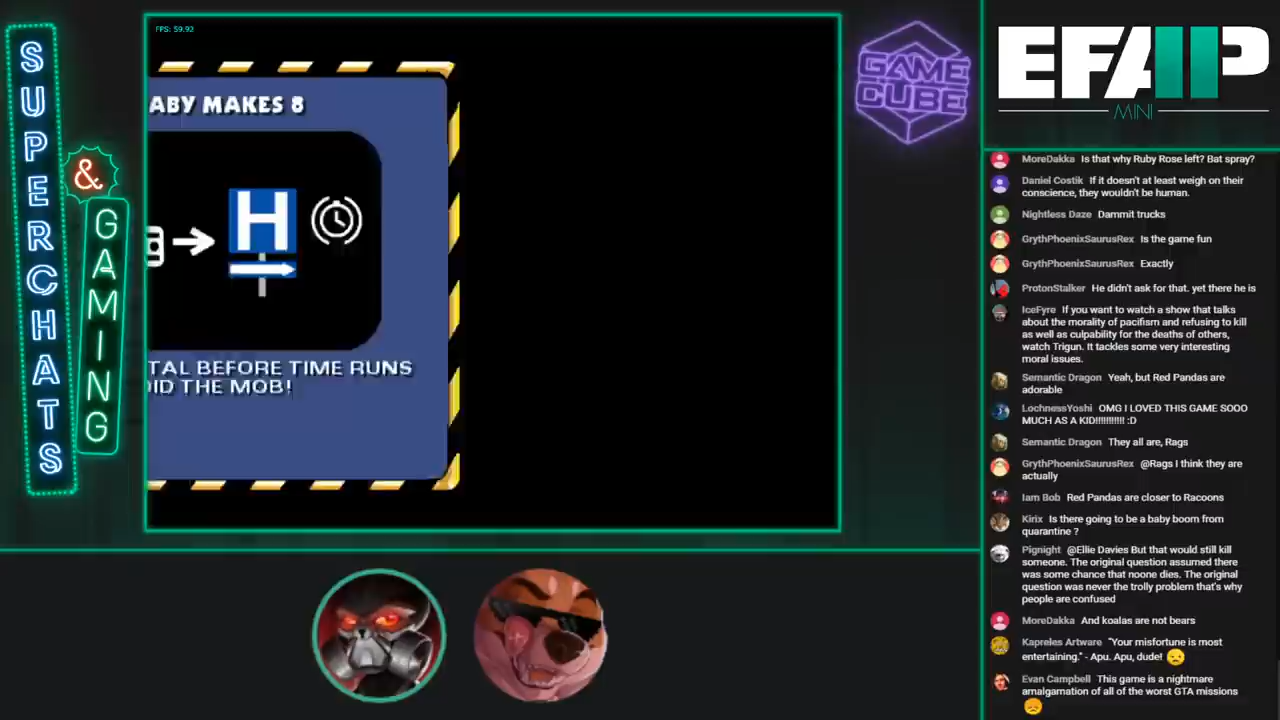 SUPERCHATS
&
GAMING
FPS: 59.92
ABY MAKES 8
H
TAL BEFORE TIME RUNS
ID THE MOB!
GAME
CUBE
EFAP
MINI
MoreDakka Is that why Ruby Rose left? Bat spray?
Daniel Costik If it doesn't at least weigh on their
conscience, they wouldn't be human.
Nightless Daze Dammit trucks
GrythPhoenixSaurusRex Is the game fun
GrythPhoenixSaurusRex Exactly
ProtonStalker He didn't ask for that. yet there he is
IceFyre If you want to watch a show that talks
about the morality of pacifism and refusing to kill
as well as culpability for the deaths of others,
watch Trigun. It tackles some very interesting
moral issues.
Semantic Dragon Yeah, but Red Pandas are
adorable
LochnessYoshi OMG I LOVED THIS GAME SOOO
MUCH AS A KID!!!!!!!!!!! :D
Semantic Dragon They all are, Rags
GrythPhoenixSaurusRex @Rags I think they are
actually
Iam Bob Red Pandas are closer to Racoons
Kirix Is there going to be a baby boom from
quarantine ?
Pignight @Ellie Davies But that would still kill
someone. The original question assumed there
was some chance that noone dies. The original
question was never the trolly problem that's why
people are confused
MoreDakka And koalas are not bears
Kapreles Artware "Your misfortune is most
entertaining." - Apu. Apu, dude! 😞
Evan Campbell This game is a nightmare
amalgamation of all of the worst GTA missions
😞